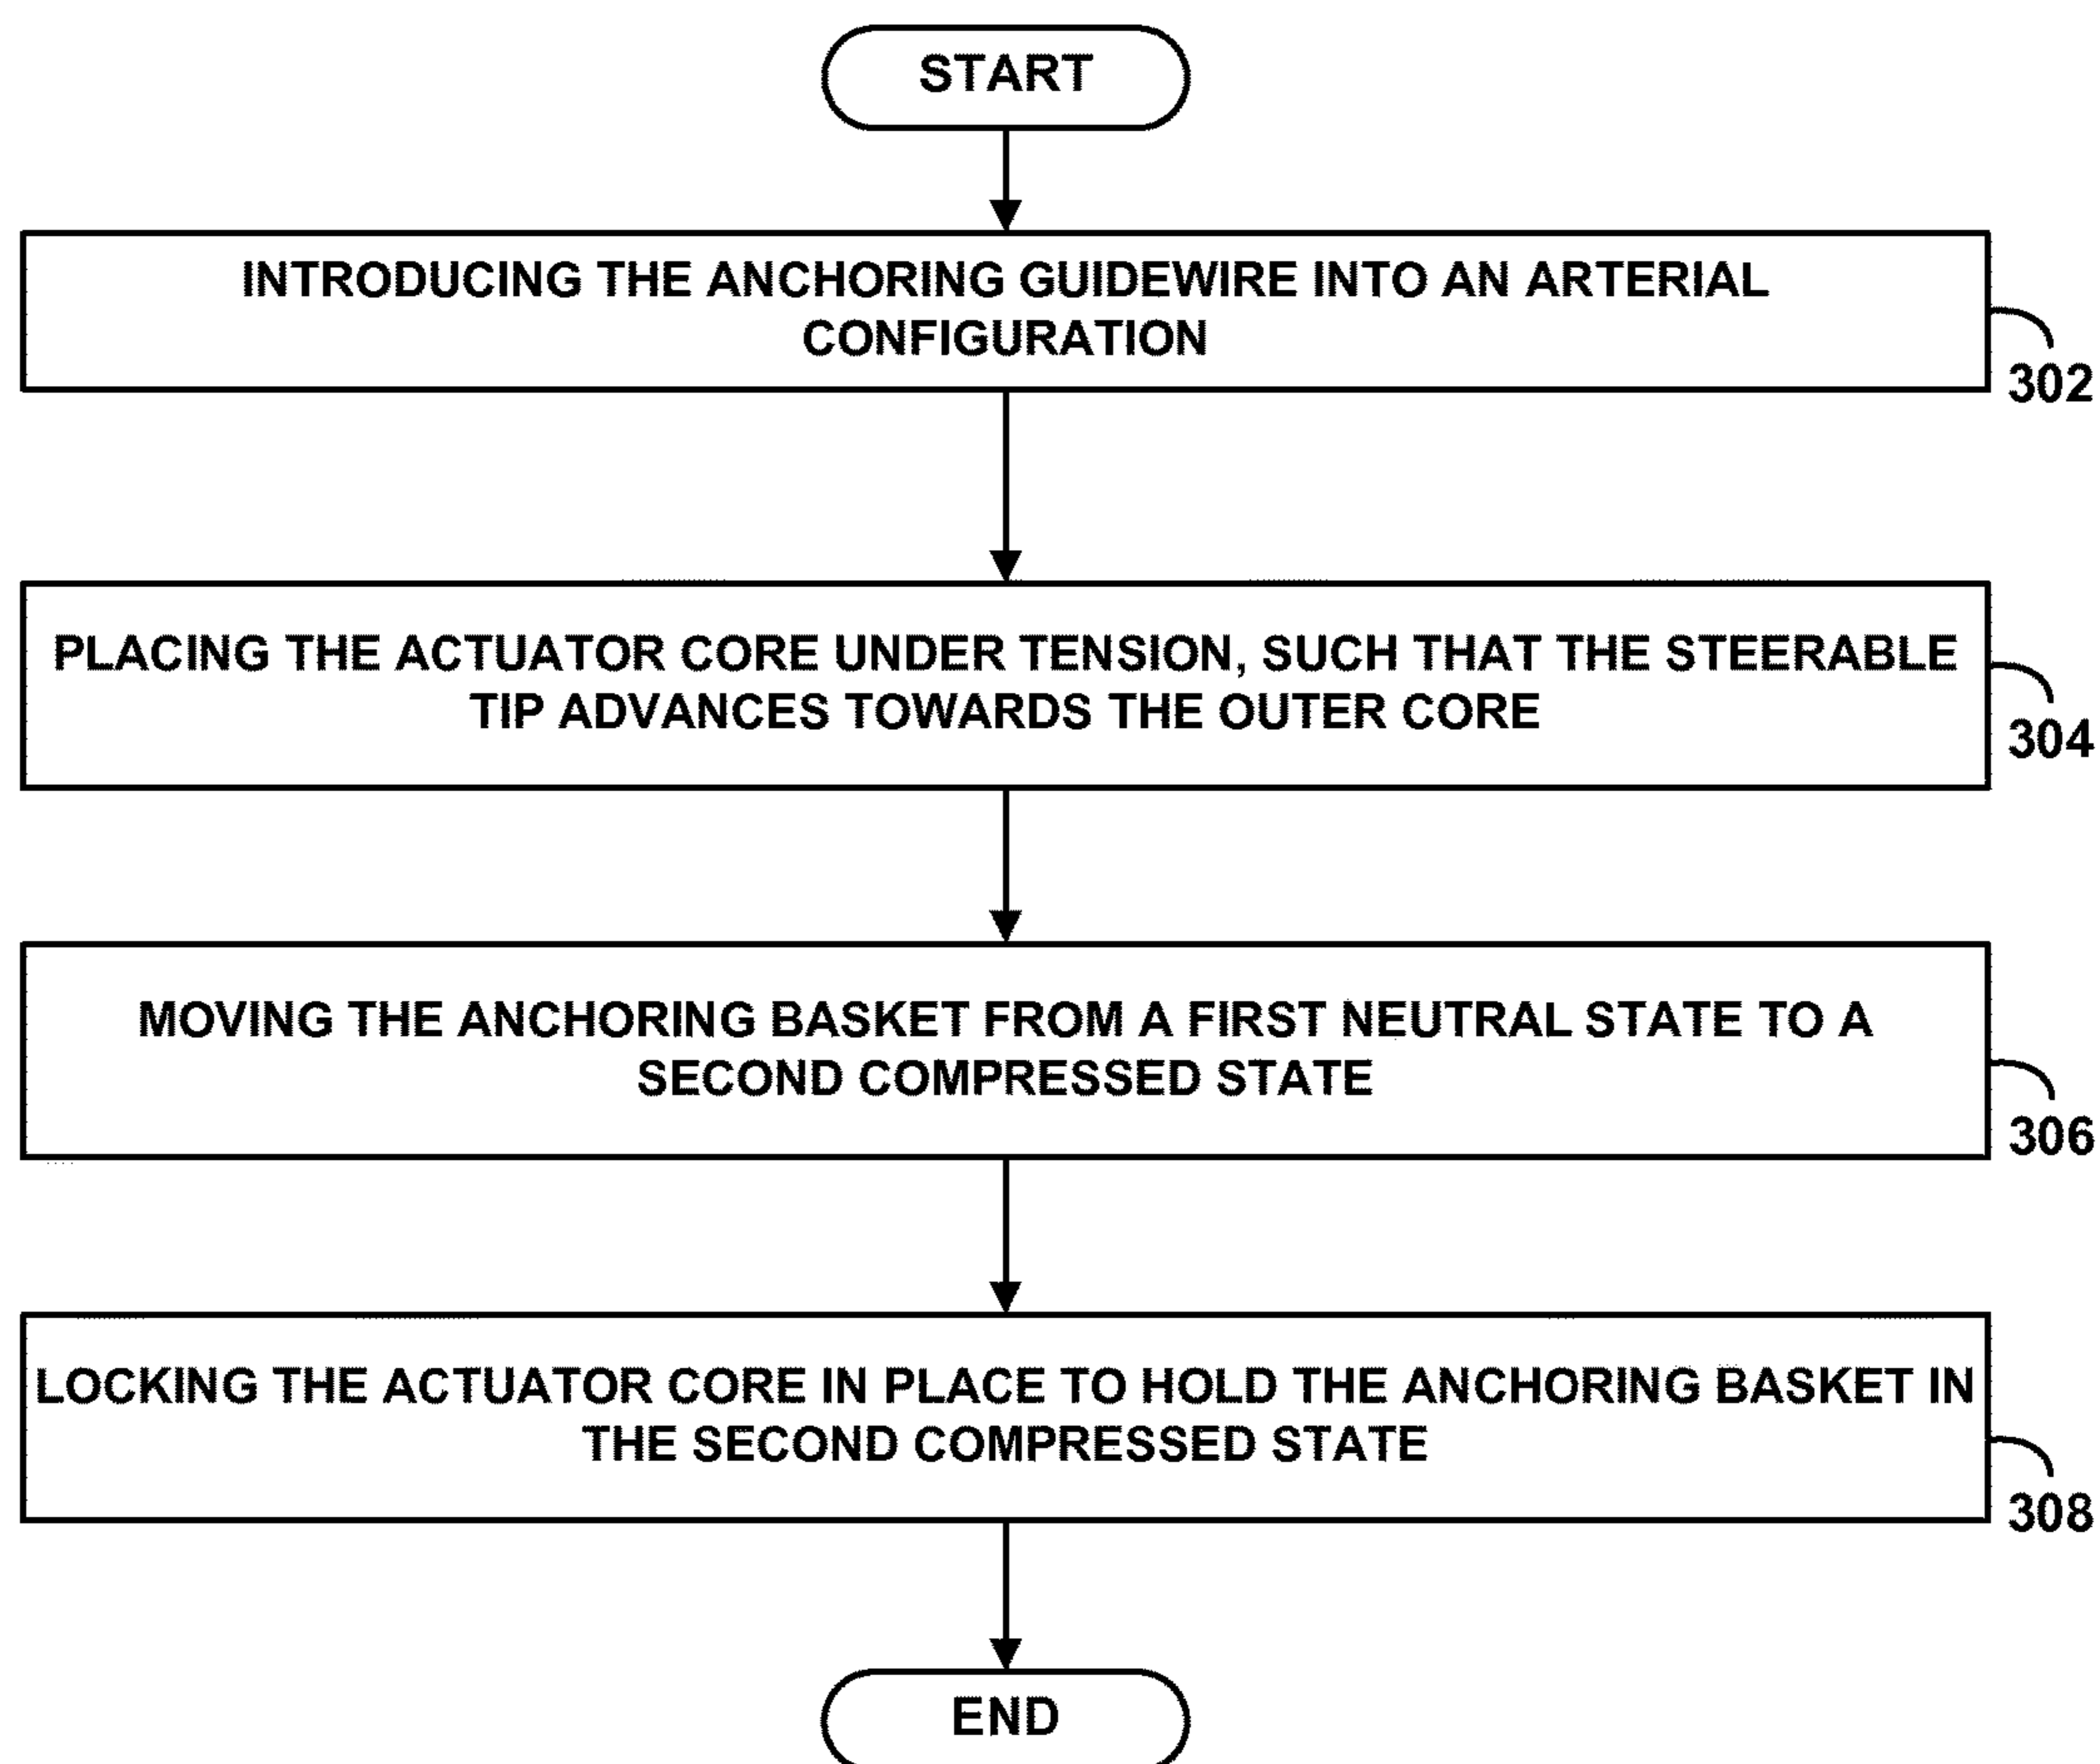 START
INTRODUCING THE ANCHORING GUIDEWIRE INTO AN ARTERIAL
CONFIGURATION
302
PLACING THE ACTUATOR CORE UNDER TENSION, SUCH THAT THE STEERABLE
TIP ADVANCES TOWARDS THE OUTER CORE
304
MOVING THE ANCHORING BASKET FROM A FIRST NEUTRAL STATE TO A
SECOND COMPRESSED STATE
306
LOCKING THE ACTUATOR CORE IN PLACE TO HOLD THE ANCHORING BASKET IN
THE SECOND COMPRESSED STATE
308
END